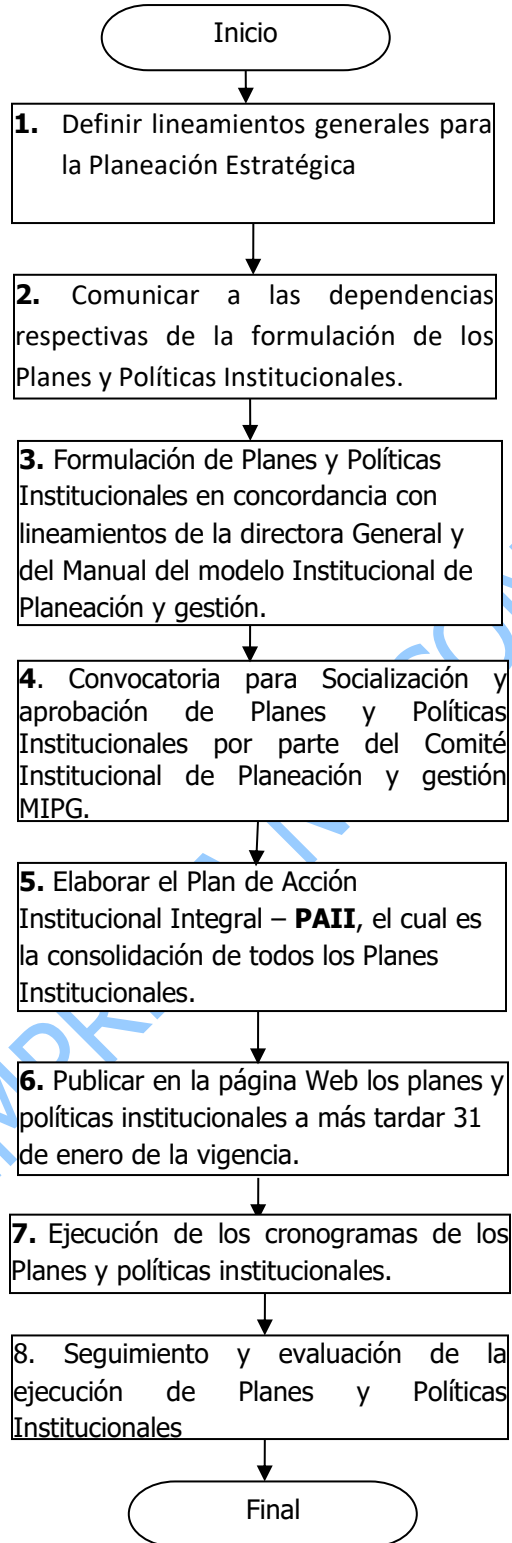 Inicio
1. Definir lineamientos generales para
la Planeación Estratégica
2. Comunicar a las dependencias
respectivas de la formulación de los
Planes y Políticas Institucionales.
3. Formulación de Planes y Políticas
Institucionales en concordancia con
lineamientos de la directora General y
del Manual del modelo Institucional de
Planeación y gestión.
4. Convocatoria para Socialización y
aprobación de Planes y Políticas
Institucionales por parte del Comité
Institucional de Planeación y gestión
MIPG.
5. Elaborar el Plan de Acción
Institucional Integral – PAII, el cual es
la consolidación de todos los Planes
Institucionales.
6. Publicar en la página Web los planes y
políticas institucionales a más tardar 31
de enero de la vigencia.
7. Ejecución de los cronogramas de los
Planes y políticas institucionales.
8. Seguimiento y evaluación de la
ejecución de Planes y Políticas
Institucionales
Final